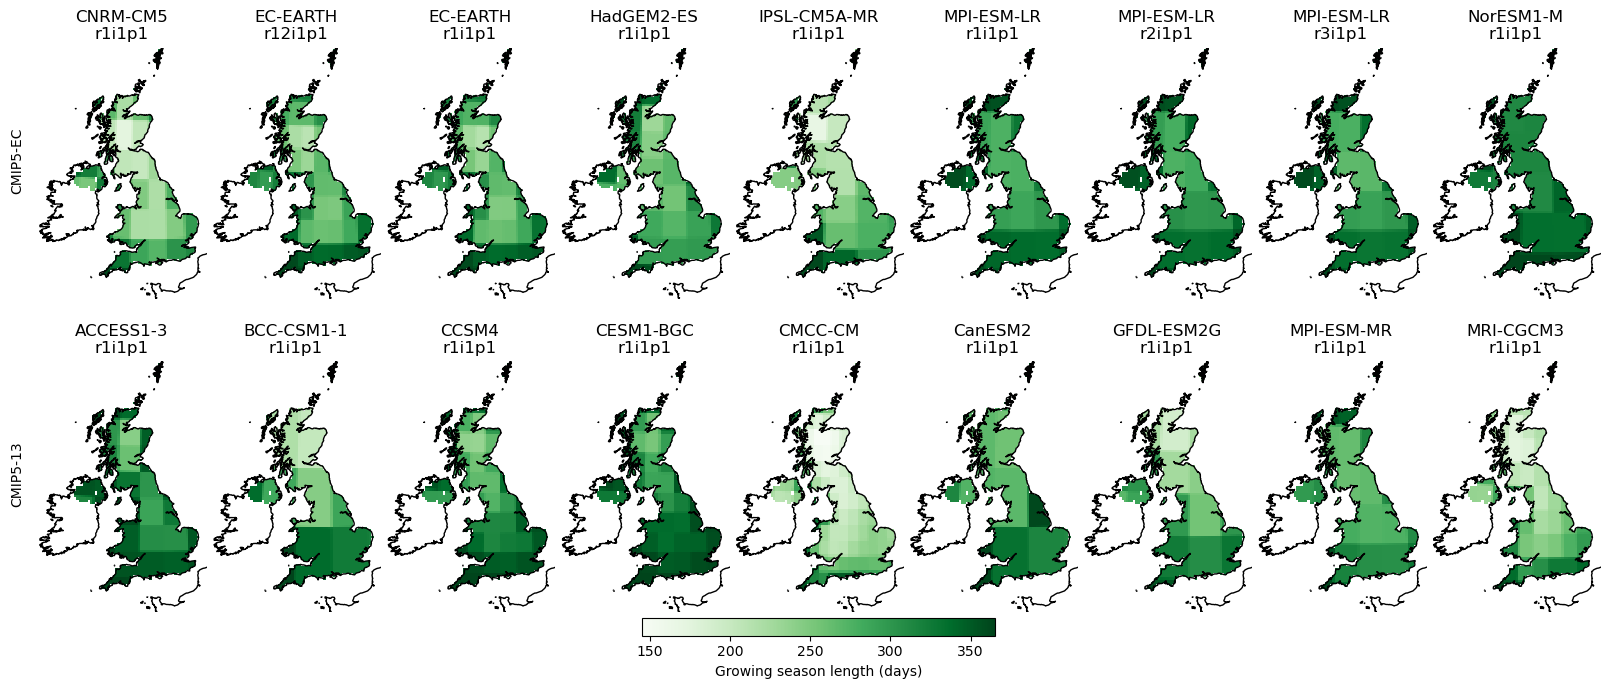 CNRM-CM5
r1i1p1
EC-EARTH
r12i1p1
EC-EARTH
r1i1p1
HadGEM2-ES
r1i1p1
IPSL-CM5A-MR
r1i1p1
MPI-ESM-LR
r1i1p1
MPI-ESM-LR
r2i1p1
MPI-ESM-LR
r3i1p1
NorESM1-M
r1i1p1
CMIP5-EC
ACCESS1-3
r1i1p1
BCC-CSM1-1
r1i1p1
CCSM4
r1i1p1
CESM1-BGC
r1i1p1
CMCC-CM
r1i1p1
CanESM2
r1i1p1
GFDL-ESM2G
r1i1p1
MPI-ESM-MR
r1i1p1
MRI-CGCM3
r1i1p1
CMIP5-13
150 200 250 300 350
Growing season length (days)